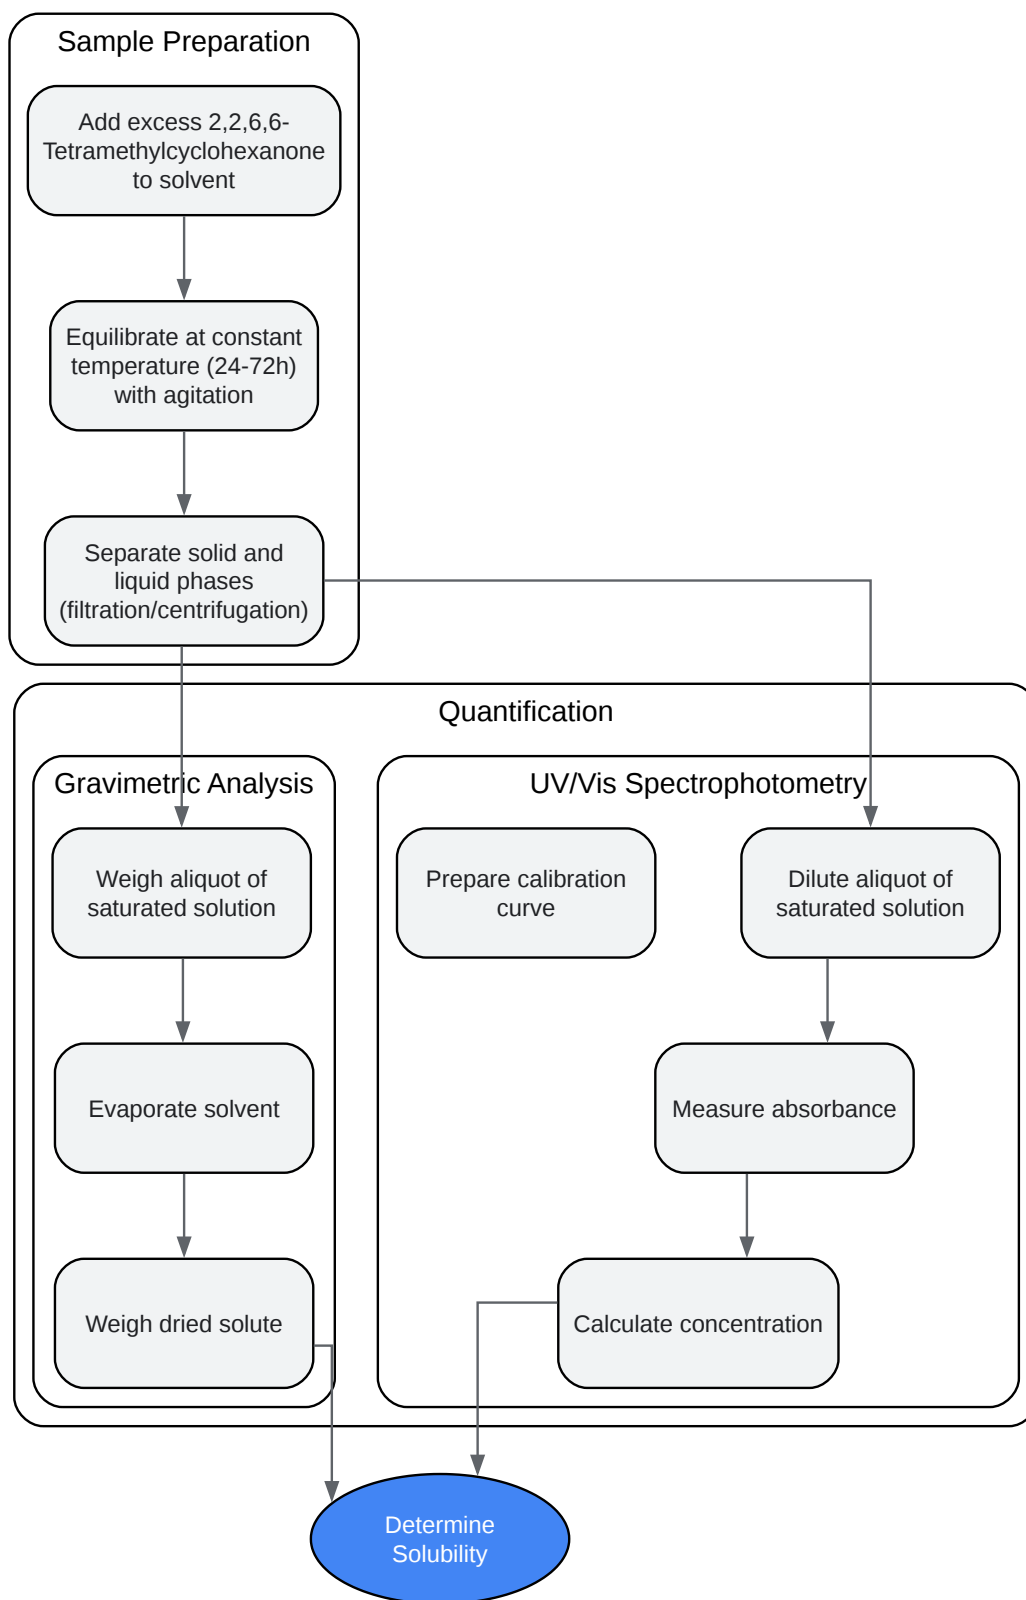 Sample Preparation
Add excess 2,2,6,6-
Tetramethylcyclohexanone
to solvent
Equilibrate at constant
temperature (24-72h)
with agitation
Separate solid and
liquid phases
(filtration/centrifugation)
Quantification
Gravimetric Analysis
Weigh aliquot of
saturated solution
Evaporate solvent
Weigh dried solute
UV/Vis Spectrophotometry
Prepare calibration
curve
Dilute aliquot of
saturated solution
Measure absorbance
Calculate concentration
Determine
Solubility